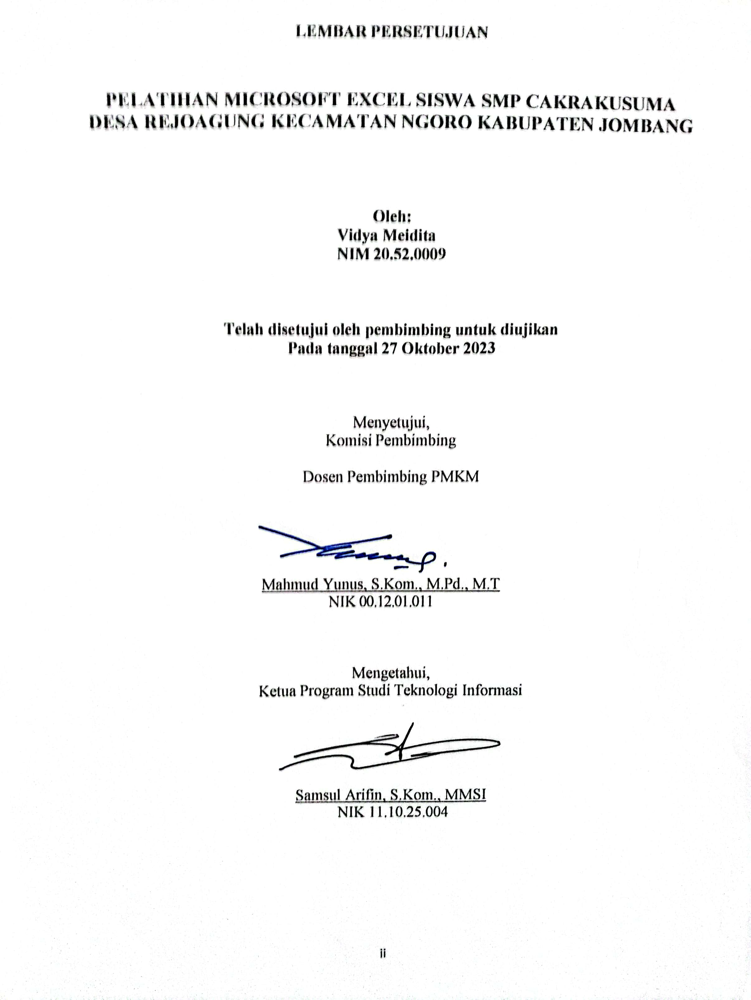 LEMBAR PERSETUJUAN
PELATIHAN MICROSOFT EXCEL SISWA SMP CAKRAKUSUMA
DESA REJOAGUNG KECAMATAN NGORO KABUPATEN JOMBANG
Oleh:
Vidya Meidita
NIM 20.52.0009
Telah disetujui oleh pembimbing untuk diujikan
Pada tanggal 27 Oktober 2023
Menyetujui,
Komisi Pembimbing
Dosen Pembimbing PMKM
Mahmud Yunus, S.Kom., M.Pd., M.T
NIK 00.12.01.011
Mengetahui,
Ketua Program Studi Teknologi Informasi
Samsul Arifin, S.Kom., MMSI
NIK 11.10.25.004
ii